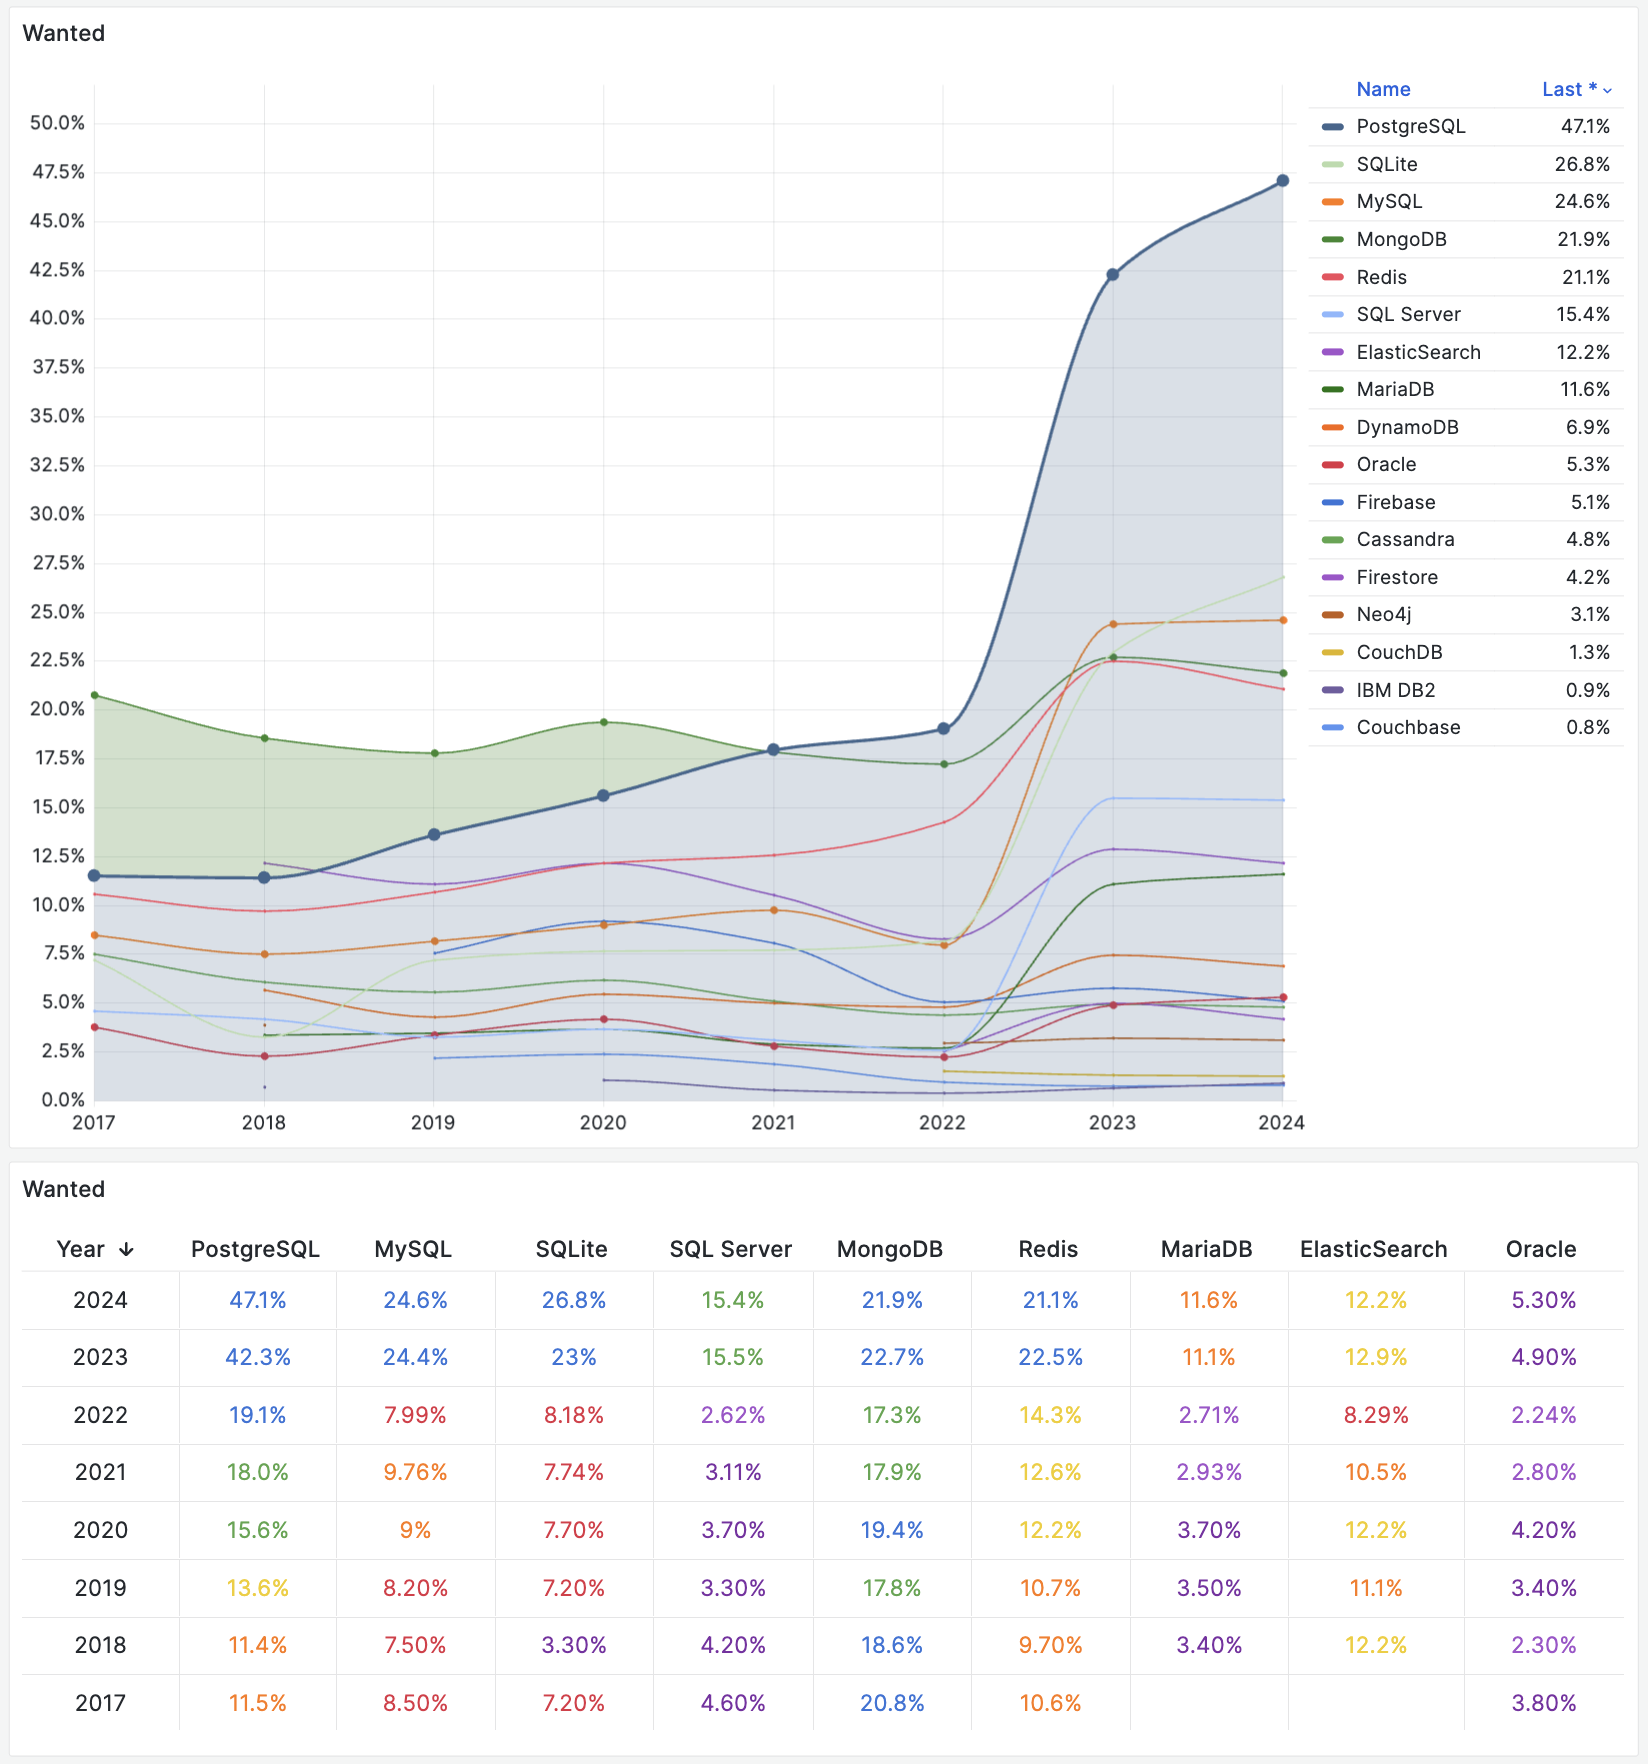 Wanted
Name Last *
50.0%
47.5%
45.0%
42.5%
40.0%
37.5%
35.0%
32.5%
30.0%
27.5%
25.0%
22.5%
20.0%
17.5%
15.0%
12.5%
10.0%
7.5%
5.0%
2.5%
0.0%
2017 2018 2019 2020 2021 2022 2023 2024
PostgreSQL 47.1%
SQLite 26.8%
MySQL 24.6%
MongoDB 21.9%
Redis 21.1%
SQL Server 15.4%
ElasticSearch 12.2%
MariaDB 11.6%
DynamoDB 6.9%
Oracle 5.3%
Firebase 5.1%
Cassandra 4.8%
Firestore 4.2%
Neo4j 3.1%
CouchDB 1.3%
IBM DB2 0.9%
Couchbase 0.8%
Wanted
Year ↓ PostgreSQL MySQL SQLite SQL Server MongoDB Redis MariaDB ElasticSearch Oracle
2024 47.1% 24.6% 26.8% 15.4% 21.9% 21.1% 11.6% 12.2% 5.30%
2023 42.3% 24.4% 23% 15.5% 22.7% 22.5% 11.1% 12.9% 4.90%
2022 19.1% 7.99% 8.18% 2.62% 17.3% 14.3% 2.71% 8.29% 2.24%
2021 18.0% 9.76% 7.74% 3.11% 17.9% 12.6% 2.93% 10.5% 2.80%
2020 15.6% 9% 7.70% 3.70% 19.4% 12.2% 3.70% 12.2% 4.20%
2019 13.6% 8.20% 7.20% 3.30% 17.8% 10.7% 3.50% 11.1% 3.40%
2018 11.4% 7.50% 3.30% 4.20% 18.6% 9.70% 3.40% 12.2% 2.30%
2017 11.5% 8.50% 7.20% 4.60% 20.8% 10.6% 3.80%